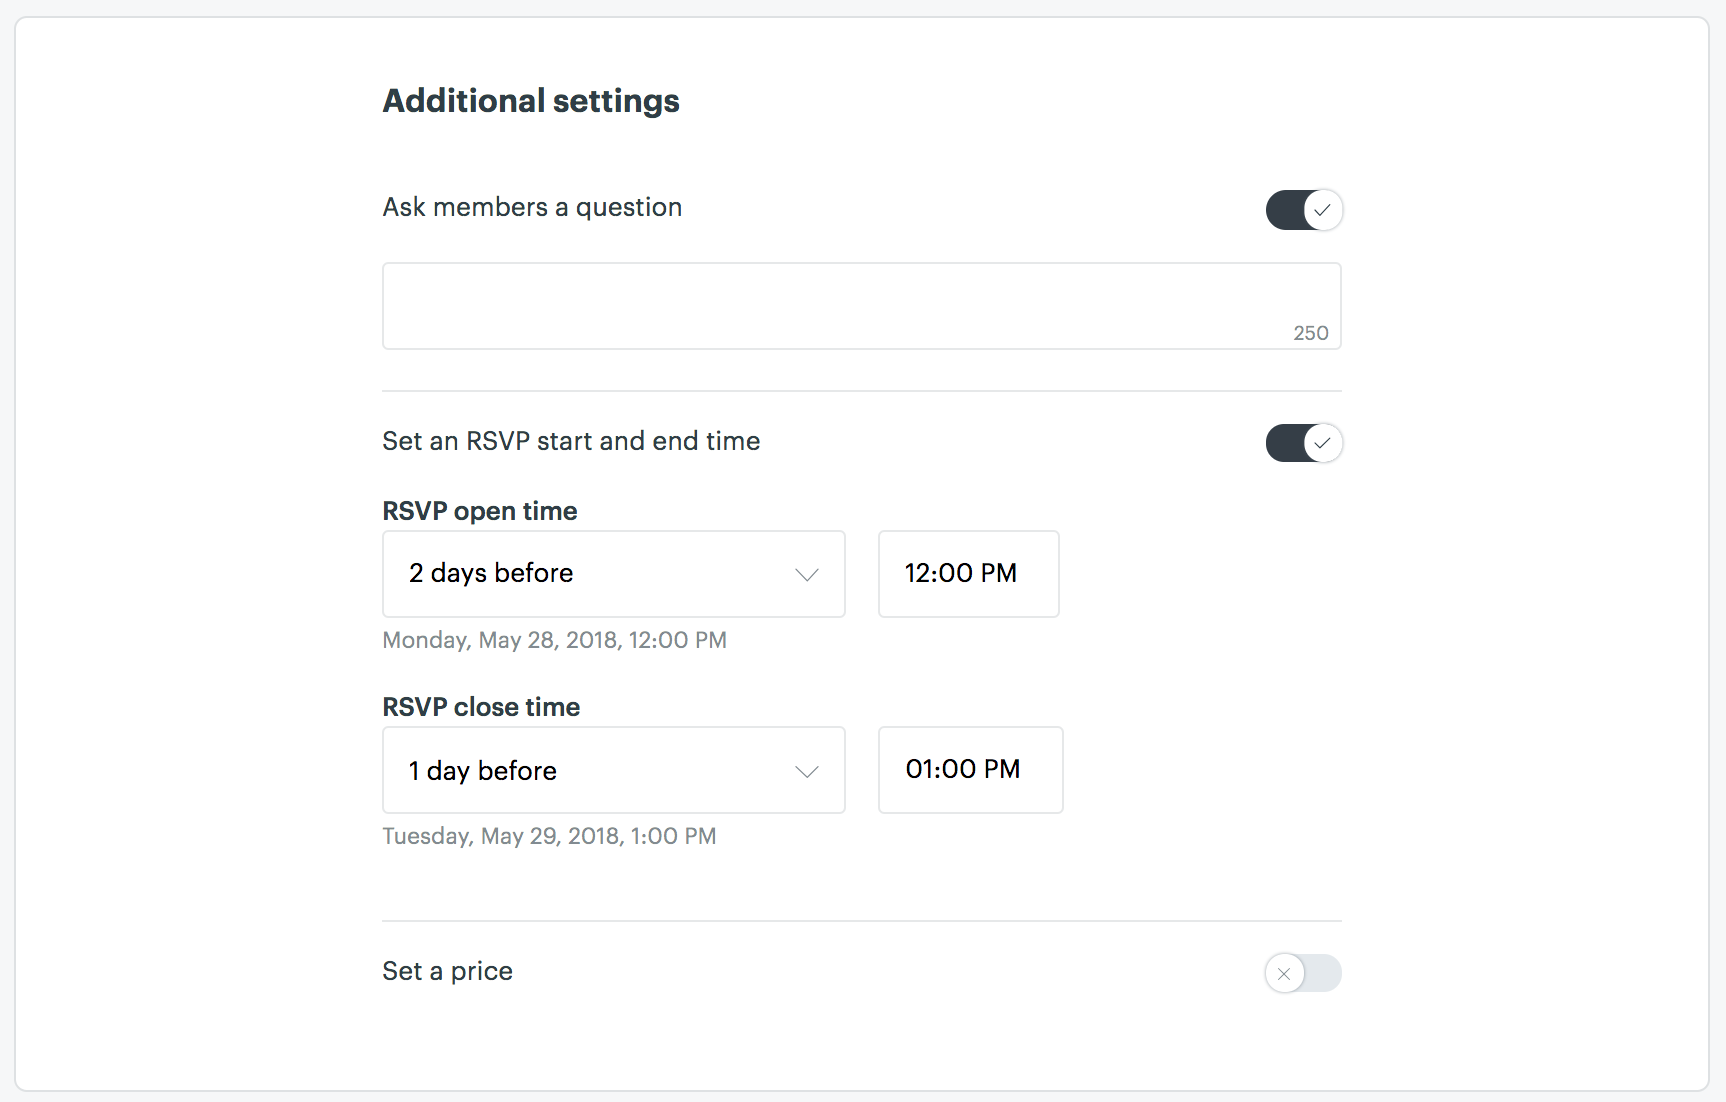 Additional settings
Ask members a question
250
Set an RSVP start and end time
RSVP open time
2 days before
12:00 PM
Monday, May 28, 2018, 12:00 PM
RSVP close time
1 day before
01:00 PM
Tuesday, May 29, 2018, 1:00 PM
Set a price